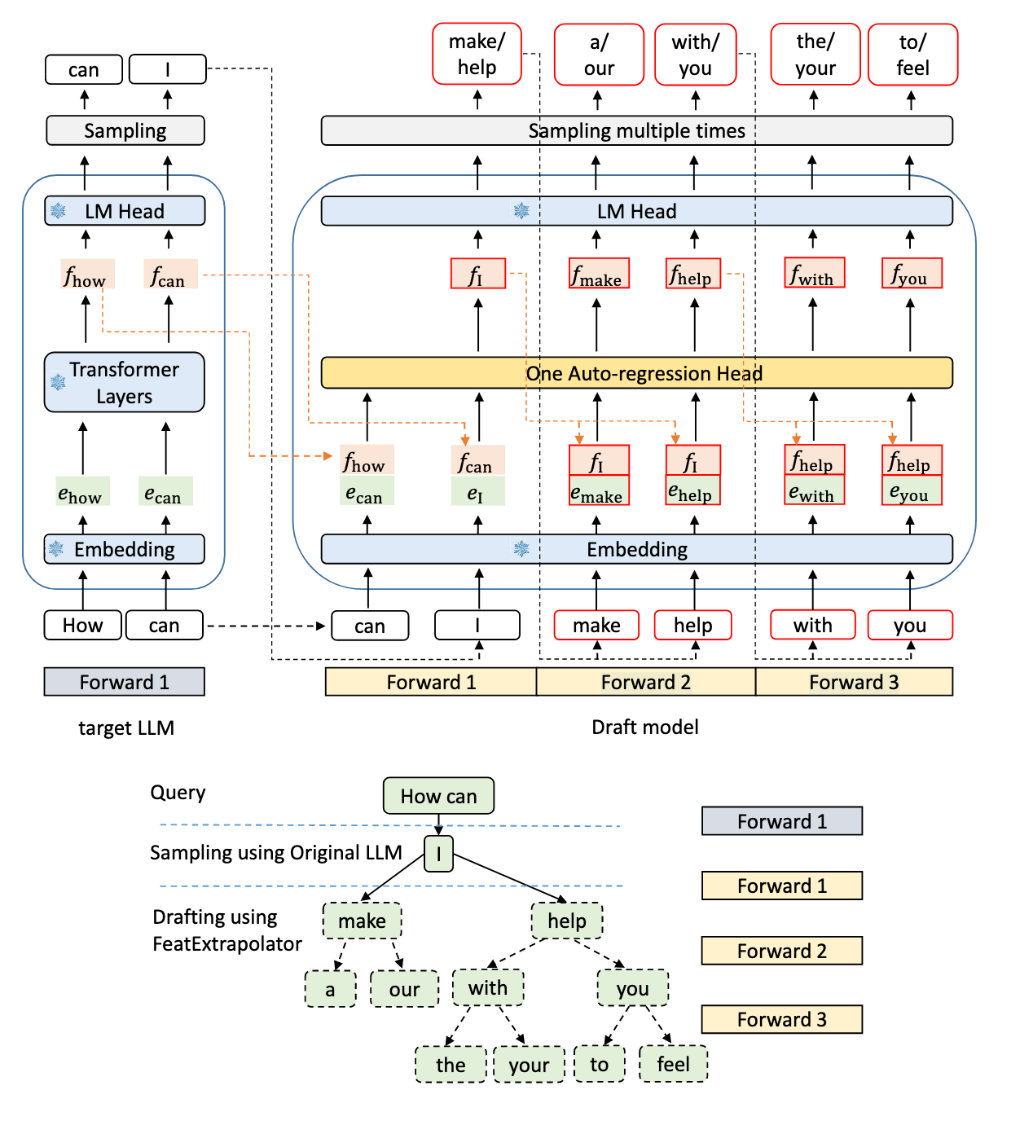 can
I
make/
help
a/
our
with/
you
the/
your
to/
feel
Sampling
Sampling multiple times
LM Head
LM Head
f_how
f_can
f_I
f_make
f_help
f_with
f_you
Transformer
Layers
One Auto-regression Head
f_how
f_can
f_I
f_I
f_help
f_help
e_how
e_can
e_can
e_I
e_make
e_help
e_with
e_you
Embedding
Embedding
How
can
can
I
make
help
with
you
Forward 1
Forward 1
Forward 2
Forward 3
target LLM
Draft model
Query
How can
Forward 1
Sampling using Original LLM
I
Forward 1
Drafting using
FeatExtrapolator
make
help
Forward 2
a
our
with
you
Forward 3
the
your
to
feel